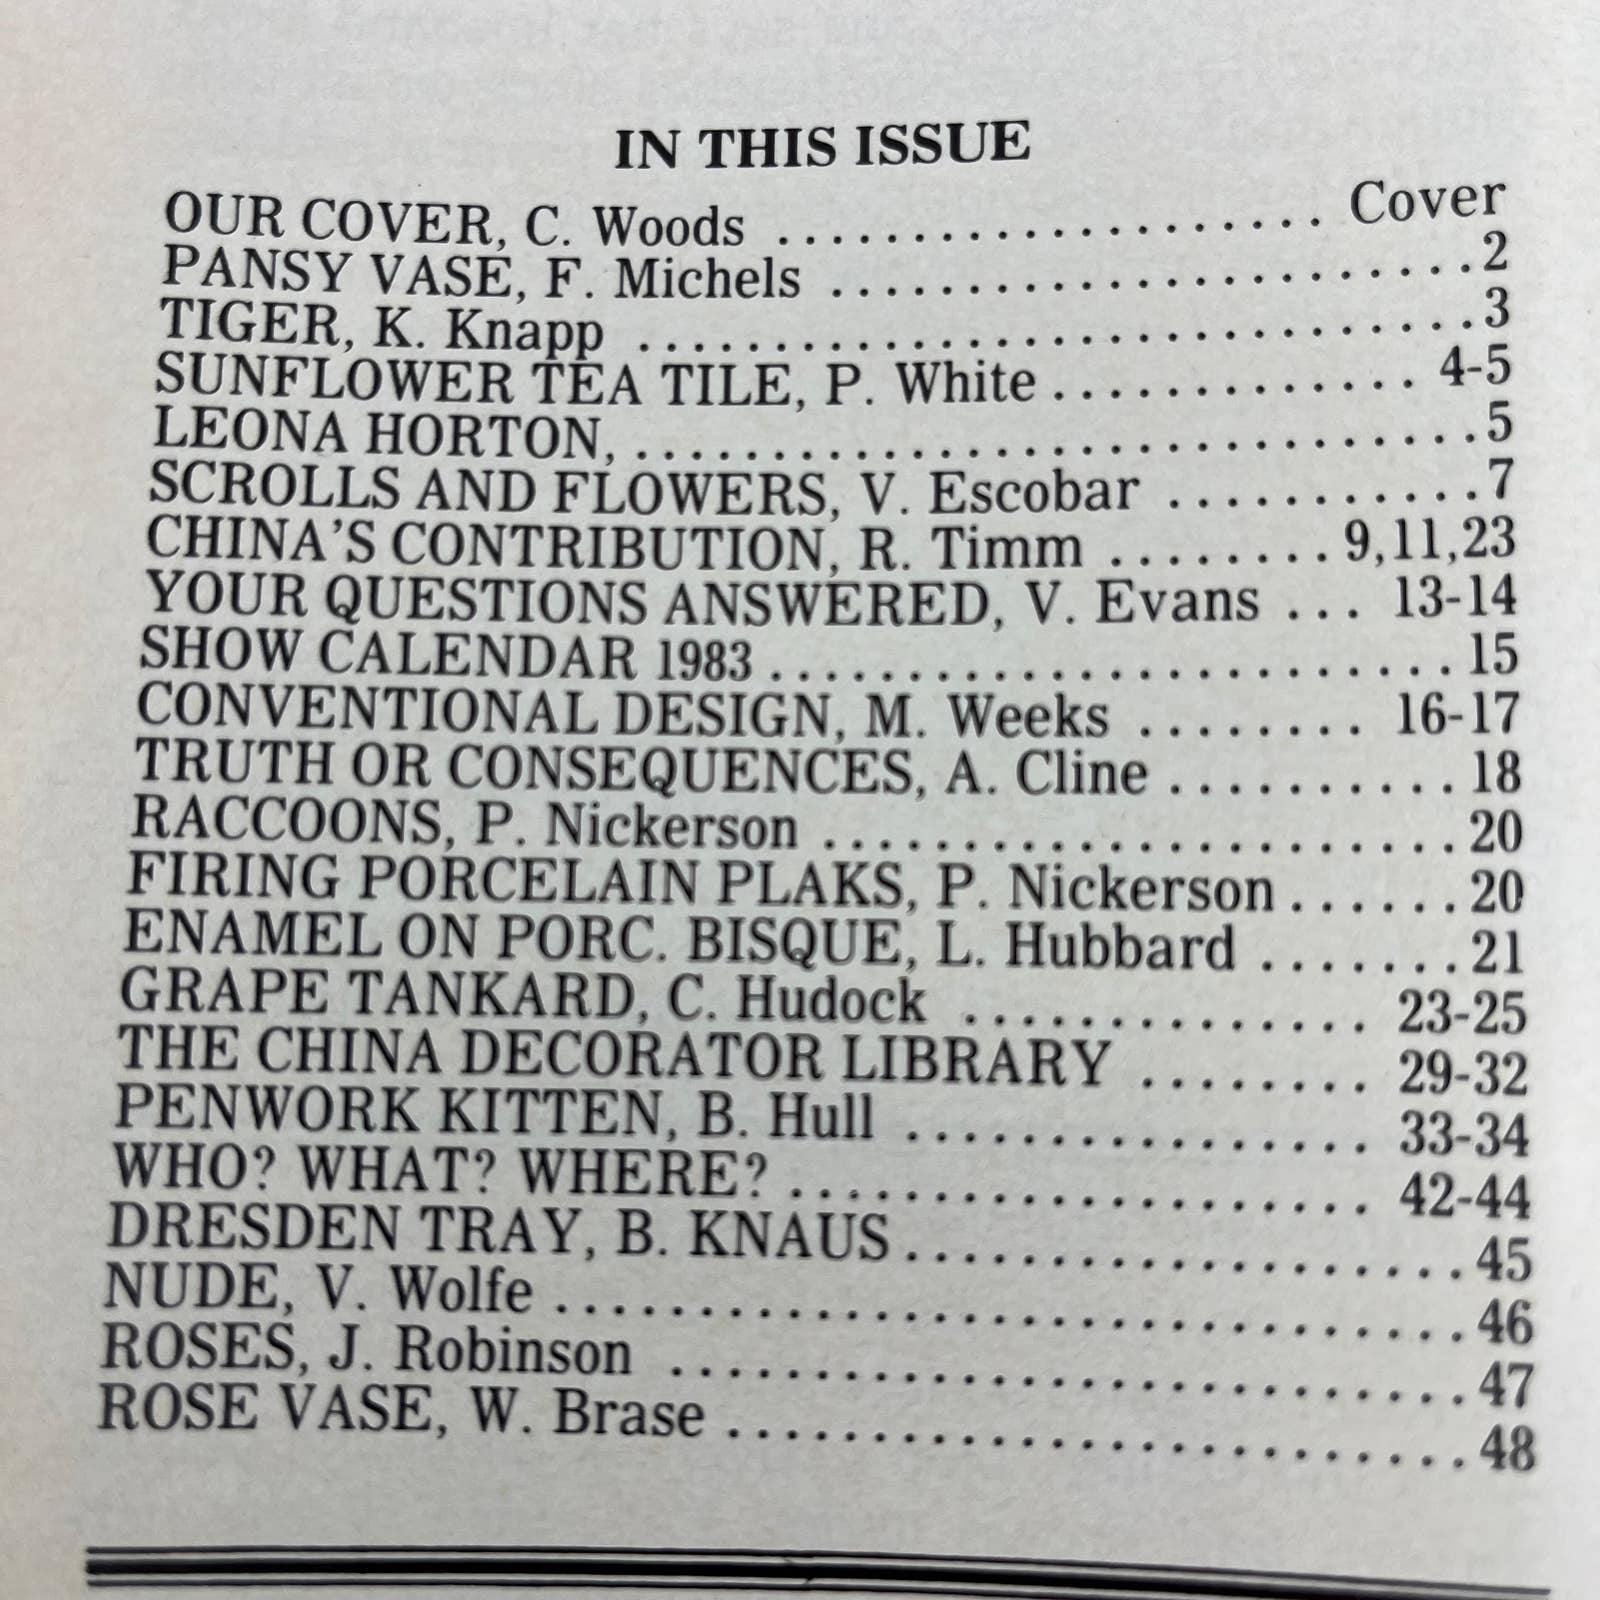 IN THIS ISSUE
OUR COVER, C. Woods .................... Cover
PANSY VASE, F. Michels ........................2
TIGER, K. Knapp ...............................3
SUNFLOWER TEA TILE, P. White.............. 4-5
LEONA HORTON, ...............................5
SCROLLS AND FLOWERS, V. Escobar ............7
CHINA'S CONTRIBUTION, R. Timm ........9,11,23
YOUR QUESTIONS ANSWERED, V. Evans ... 13-14
SHOW CALENDAR 1983.........................15
CONVENTIONAL DESIGN, M. Weeks ........ 16-17
TRUTH OR CONSEQUENCES, A. Cline...........18
RACCOONS, P. Nickerson .......................20
FIRING PORCELAIN PLAKS, P. Nickerson......20
ENAMEL ON PORC. BISQUE, L. Hubbard .......21
GRAPE TANKARD, C. Hudock ............... 23-25
THE CHINA DECORATOR LIBRARY ........ 29-32
PENWORK KITTEN, B. Hull ................. 33-34
WHO? WHAT? WHERE?..................... 42-44
DRESDEN TRAY, B. KNAUS....................45
NUDE, V. Wolfe ................................46
ROSES, J. Robinson ............................47
ROSE VASE, W. Brase ..........................48